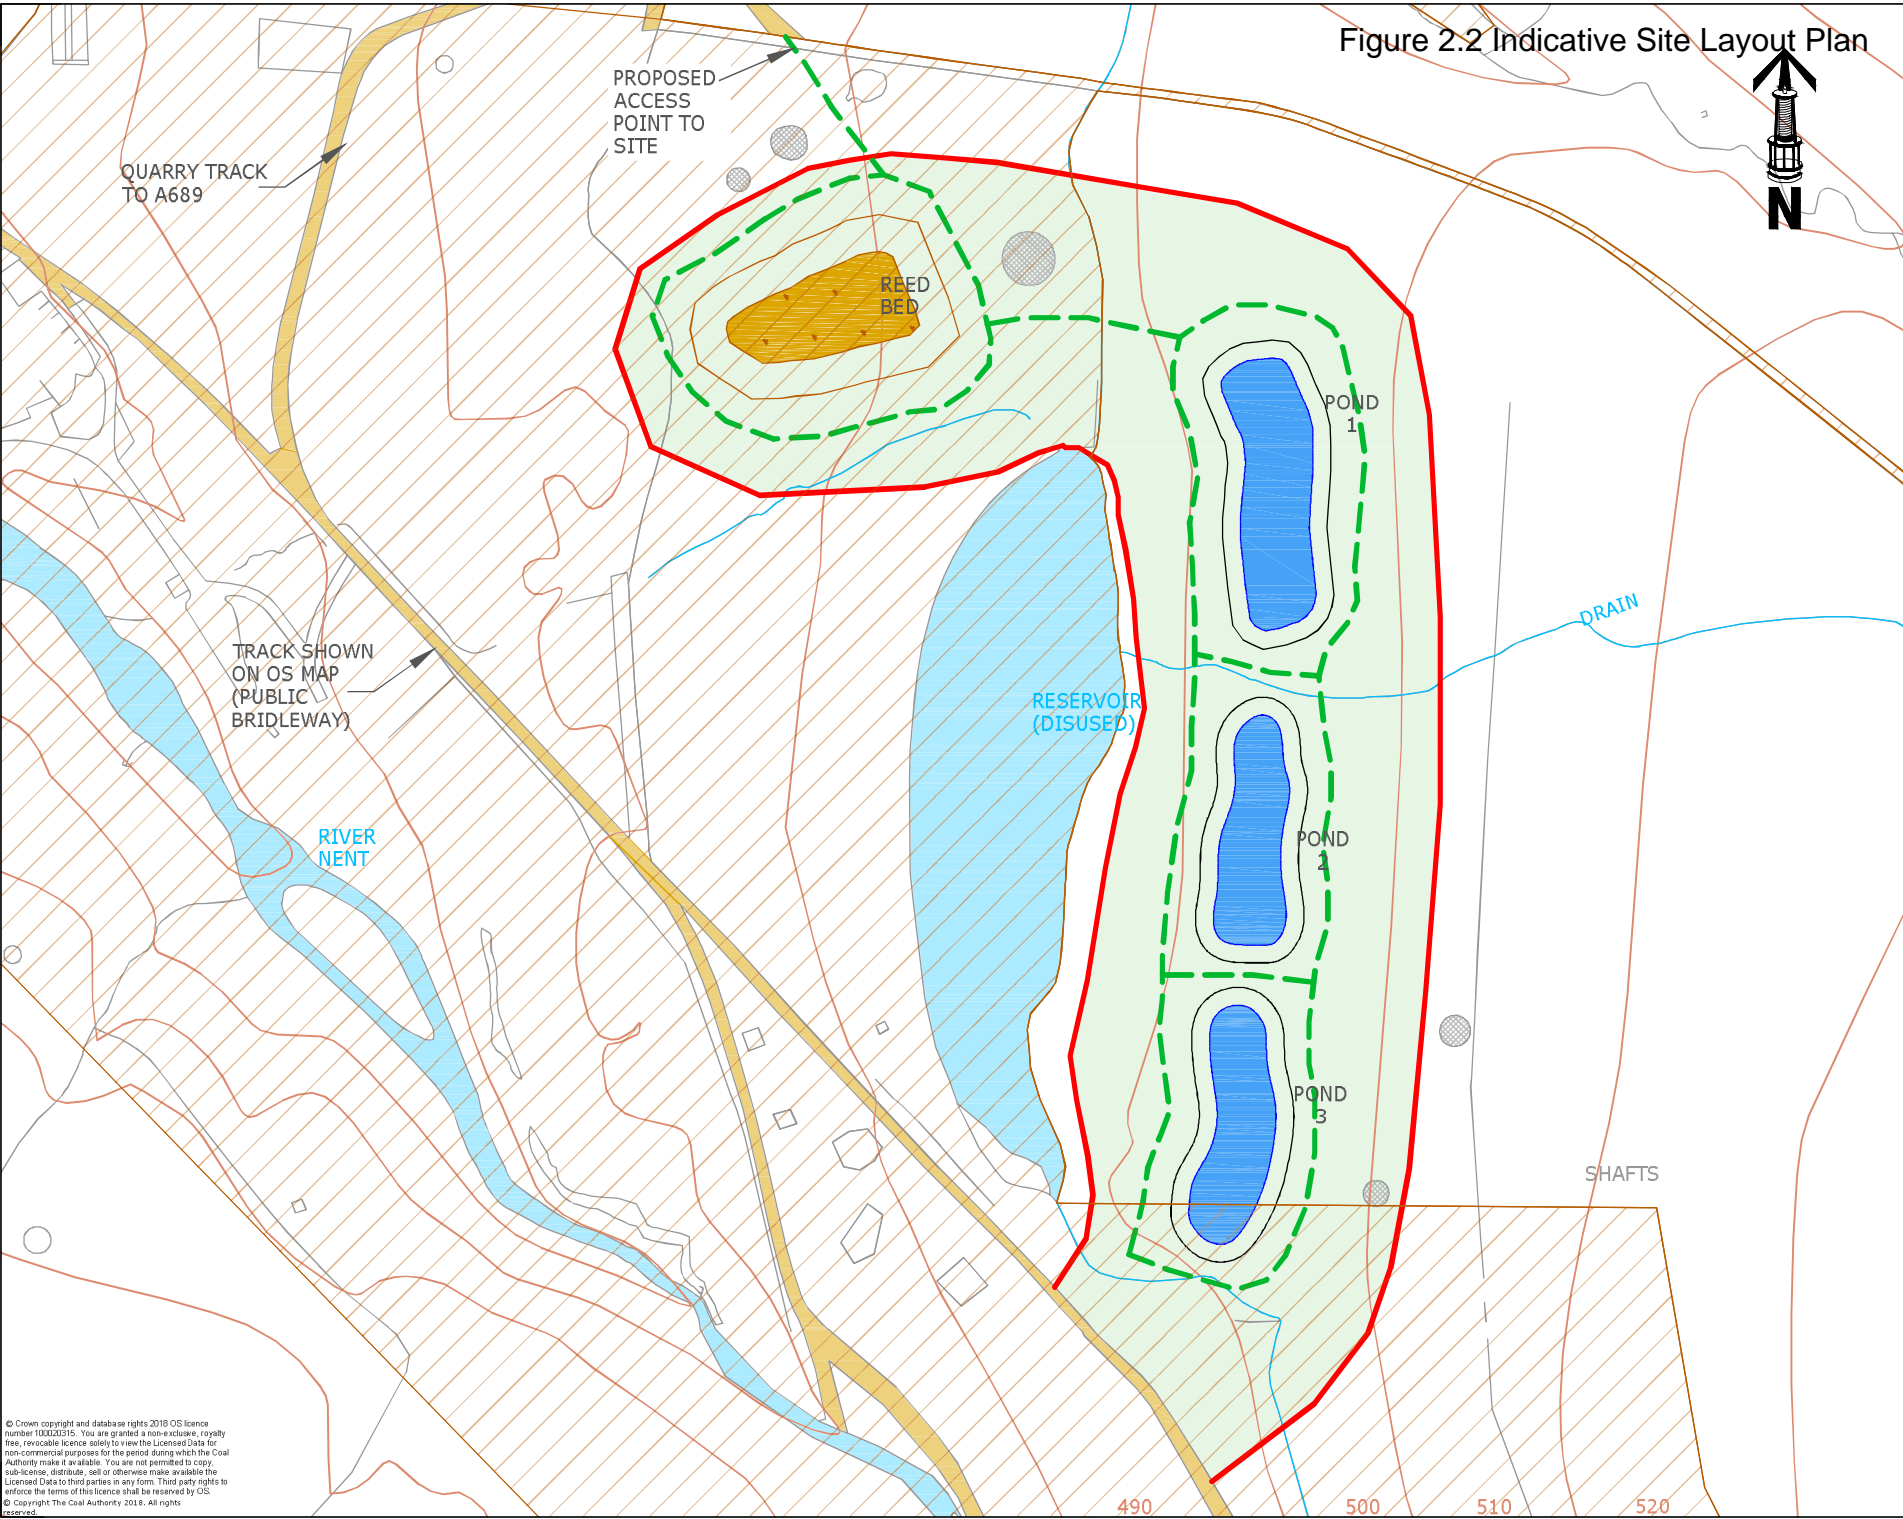 Figure 2.2 Indicative Site Layout Plan
N
PROPOSED
ACCESS
POINT TO
SITE
QUARRY TRACK
TO A689
REED
BED
POND
1
DRAIN
TRACK SHOWN
ON OS MAP
(PUBLIC
BRIDLEWAY)
RESERVOIR
(DISUSED)
RIVER
NENT
POND
2
POND
3
SHAFTS
© Crown copyright and database rights 2018 OS licence
number 100020315. You are granted a non-exclusive, royalty
free, revocable licence solely to view the Licensed Data for
non-commercial purposes for the period during which the Coal
Authority make it available. You are not permitted to copy,
sub-license, distribute, sell or otherwise make available the
Licensed Data to third parties in any form. Third party rights to
enforce the terms of this licence shall be reserved by OS.
© Copyright The Coal Authority 2018. All rights
reserved.
490
500
510
520